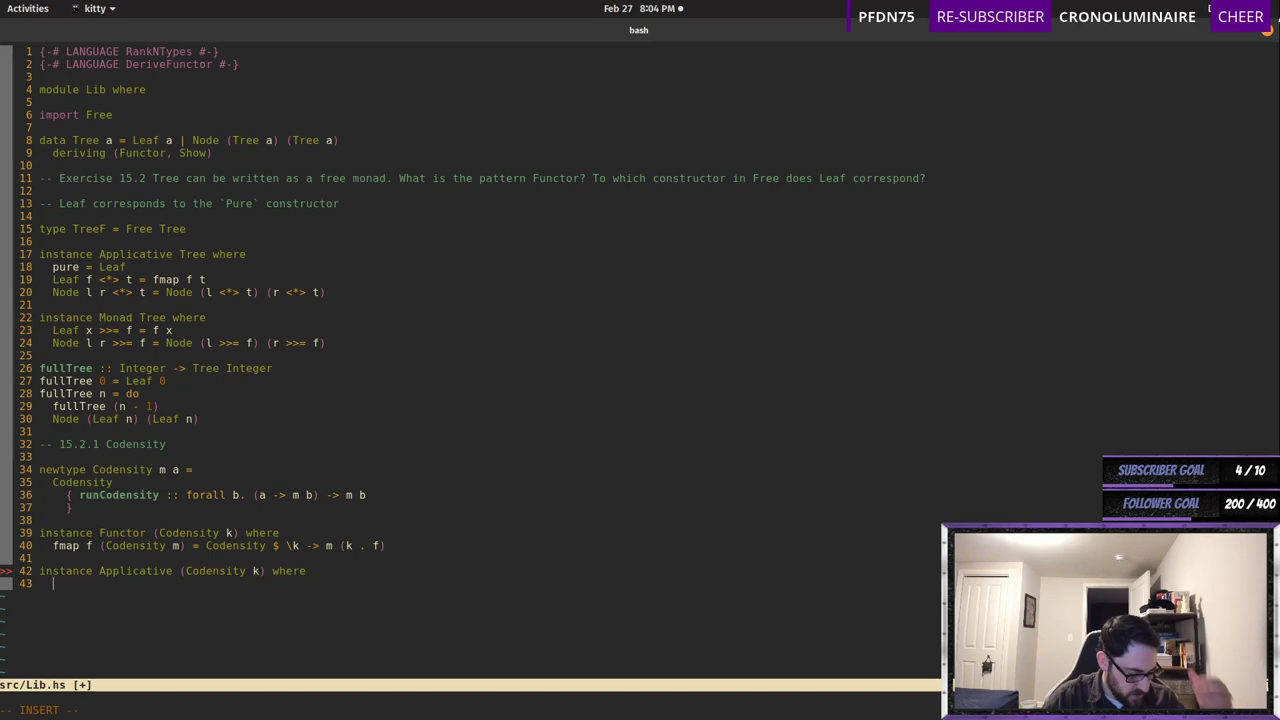 Activities kitty ▾ Feb 27 8:04 PM ●
PFDN75 RE-SUBSCRIBER CRONOLUMINAIRE CHEER
bash
1 {-# LANGUAGE RankNTypes #-}
2 {-# LANGUAGE DeriveFunctor #-}
3
4 module Lib where
5
6 import Free
7
8 data Tree a = Leaf a | Node (Tree a) (Tree a)
9   deriving (Functor, Show)
10
11 -- Exercise 15.2 Tree can be written as a free monad. What is the pattern Functor? To which constructor in Free does Leaf correspond?
12
13 -- Leaf corresponds to the `Pure` constructor
14
15 type TreeF = Free Tree
16
17 instance Applicative Tree where
18   pure = Leaf
19   Leaf f <*> t = fmap f t
20   Node l r <*> t = Node (l <*> t) (r <*> t)
21
22 instance Monad Tree where
23   Leaf x >>= f = f x
24   Node l r >>= f = Node (l >>= f) (r >>= f)
25
26 fullTree :: Integer -> Tree Integer
27 fullTree 0 = Leaf 0
28 fullTree n = do
29   fullTree (n - 1)
30   Node (Leaf n) (Leaf n)
31
32 -- 15.2.1 Codensity
33
34 newtype Codensity m a =
35   Codensity
36     { runCodensity :: forall b. (a -> m b) -> m b
37     }
38
39 instance Functor (Codensity k) where
40   fmap f (Codensity m) = Codensity $ \k -> m (k . f)
41
>> 42 instance Applicative (Codensity k) where
43
~
~
~
~
~
~
~
SUBSCRIBER GOAL 4 / 10
FOLLOWER GOAL 200 / 400
src/Lib.hs [+]
-- INSERT --